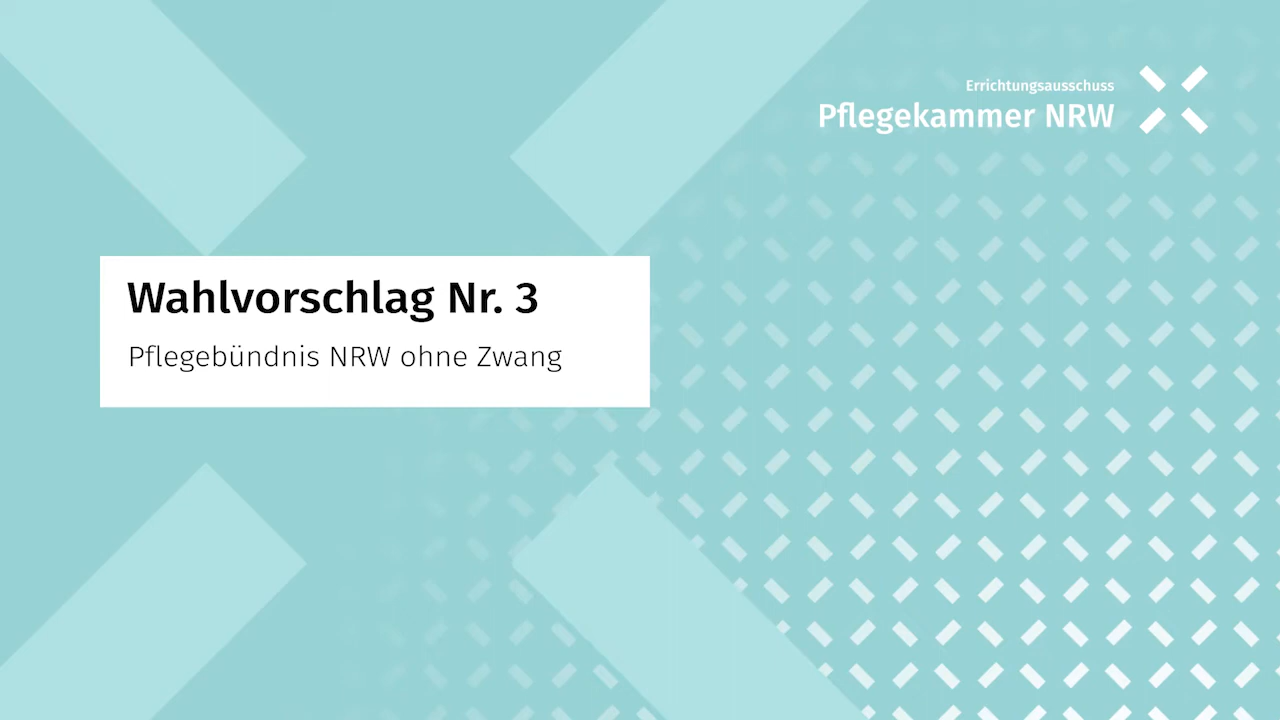 Errichtungsausschuss
Pflegekammer NRW
Wahlvorschlag Nr. 3
Pflegebündnis NRW ohne Zwang